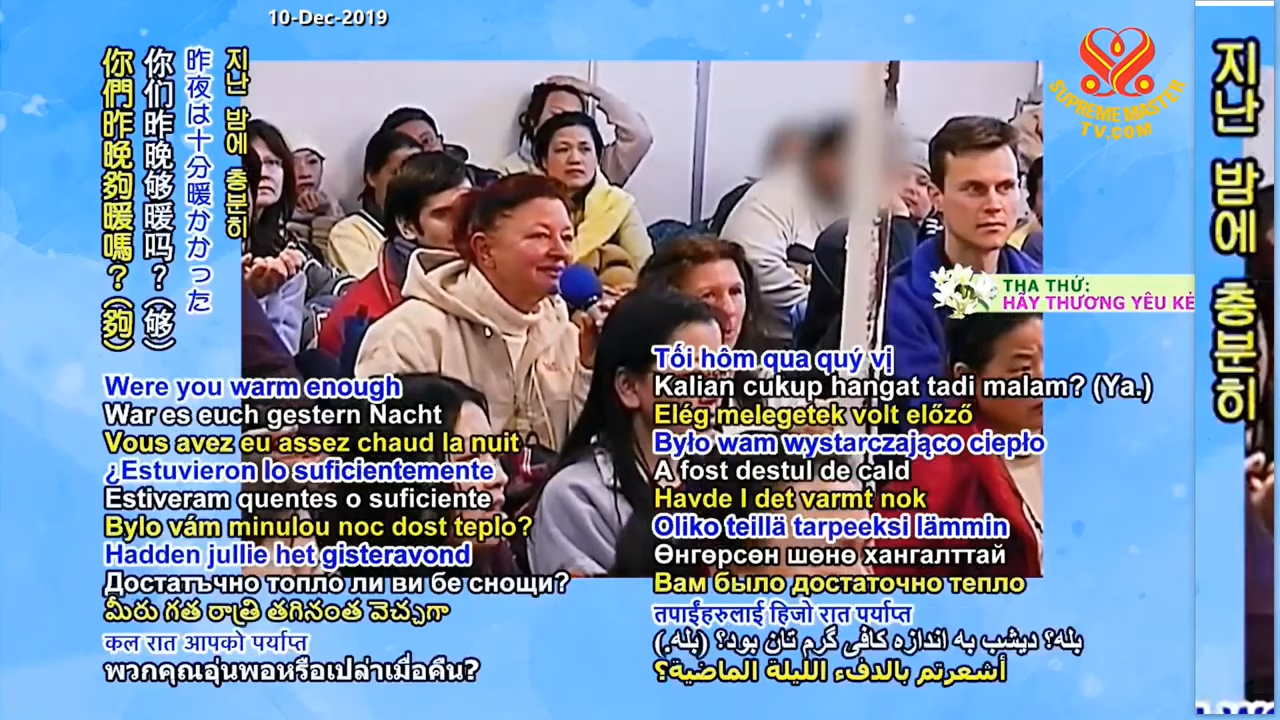 10-Dec-2019
지난 밤에 충분히
昨夜は十分暖かかった
你们昨晚够暖吗？（够）
你們昨晚夠暖嗎？（夠）
SUPREME MASTER
TV.COM
THA THỨ:
HÃY THƯƠNG YÊU KẺ
Were you warm enough
War es euch gestern Nacht
Vous avez eu assez chaud la nuit
¿Estuvieron lo suficientemente
Estiveram quentes o suficiente
Bylo vám minulou noc dost teplo?
Hadden jullie het gisteravond
Достатъчно топло ли ви бе снощи?
మీరు గత రాత్రి తగినంత వెచ్చగా
कल रात आपको पर्याप्त
พวกคุณอุ่นพอหรือเปล่าเมื่อคืน?
Tối hôm qua quý vị
Kalian cukup hangat tadi malam? (Ya.)
Elég melegetek volt előző
Było wam wystarczająco ciepło
A fost destul de cald
Havde I det varmt nok
Oliko teillä tarpeeksi lämmin
Өнгөрсөн шөнө хангалттай
Вам было достаточно тепло
तपाईंहरुलाई हिजो रात पर्याप्त
بله؟ دیشب به اندازه کافی گرم تان بود؟ (بله.)
أشعرتم بالدفء الليلة الماضية؟
지난 밤에 충분히